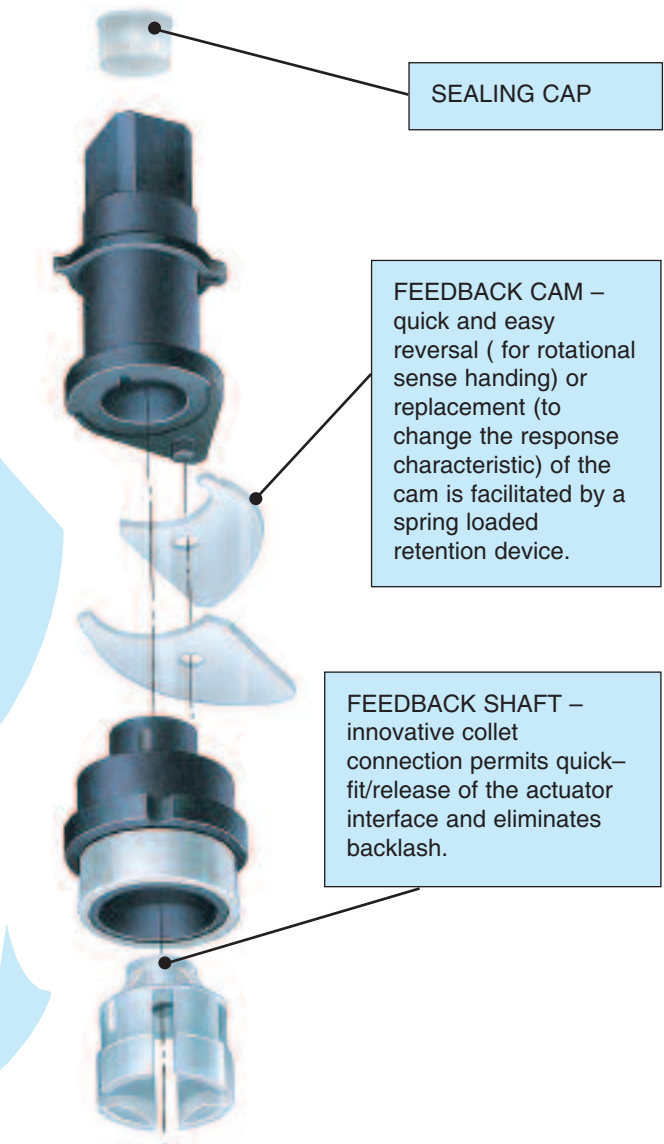 SEALING CAP
FEEDBACK CAM –
quick and easy
reversal ( for rotational
sense handing) or
replacement (to
change the response
characteristic) of the
cam is facilitated by a
spring loaded
retention device.
FEEDBACK SHAFT –
innovative collet
connection permits quick–
fit/release of the actuator
interface and eliminates
backlash.